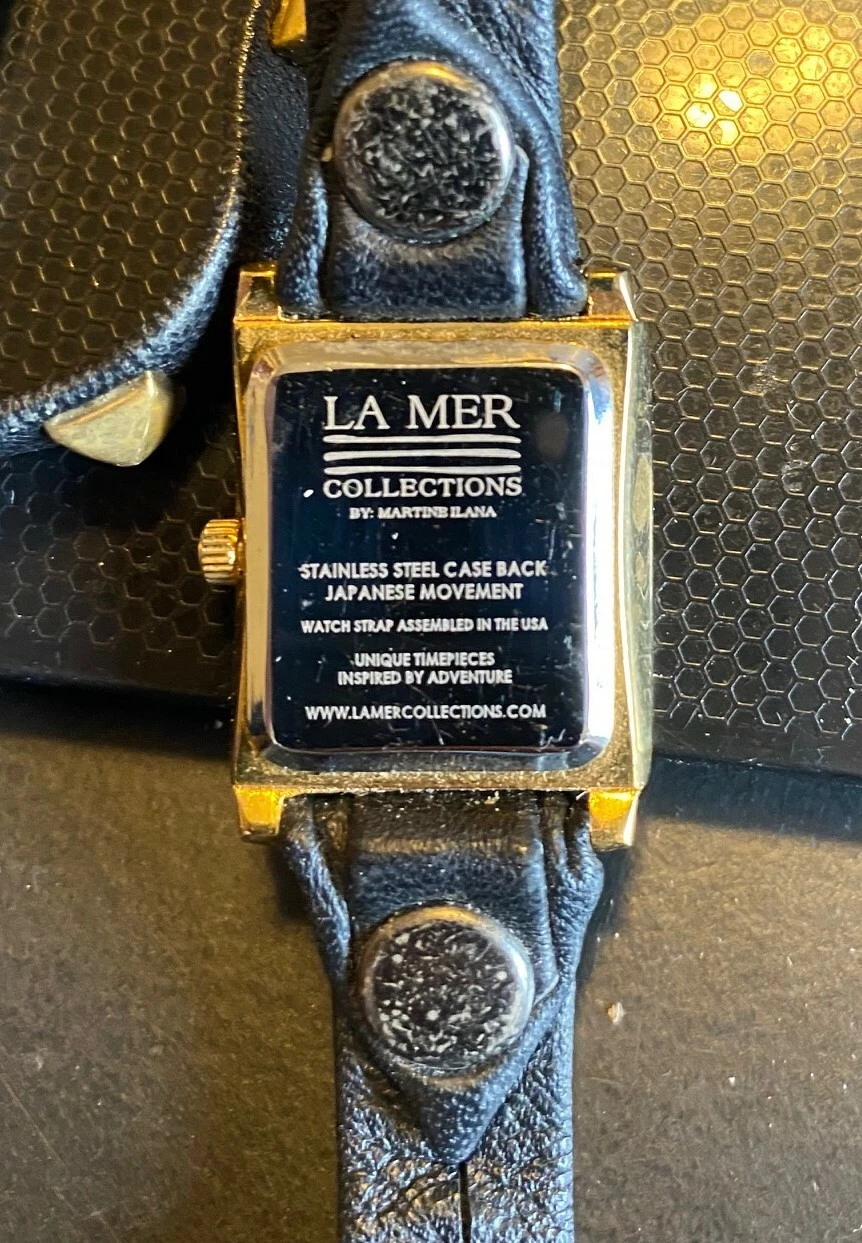 LA MER
COLLECTIONS
BY: MARTINE ILANA
STAINLESS STEEL CASE BACK
JAPANESE MOVEMENT
WATCH STRAP ASSEMBLED IN THE USA
UNIQUE TIMEPIECES
INSPIRED BY ADVENTURE
WWW.LAMERCOLLECTIONS.COM